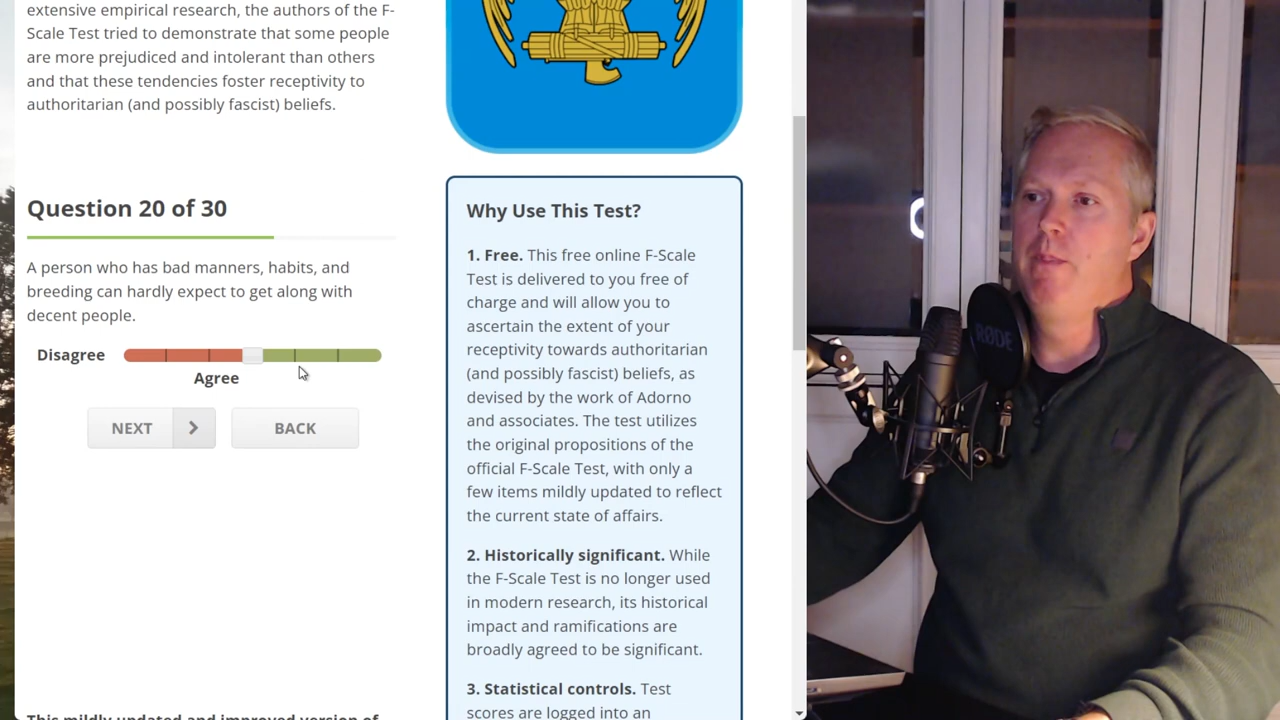 extensive empirical research, the authors of the F-
Scale Test tried to demonstrate that some people
are more prejudiced and intolerant than others
and that these tendencies foster receptivity to
authoritarian (and possibly fascist) beliefs.
Question 20 of 30
A person who has bad manners, habits, and
breeding can hardly expect to get along with
decent people.
Disagree
Agree
NEXT
BACK
This mildly updated and improved version of
Why Use This Test?
1. Free. This free online F-Scale
Test is delivered to you free of
charge and will allow you to
ascertain the extent of your
receptivity towards authoritarian
(and possibly fascist) beliefs, as
devised by the work of Adorno
and associates. The test utilizes
the original propositions of the
official F-Scale Test, with only a
few items mildly updated to reflect
the current state of affairs.
2. Historically significant. While
the F-Scale Test is no longer used
in modern research, its historical
impact and ramifications are
broadly agreed to be significant.
3. Statistical controls. Test
scores are logged into an
RØDE